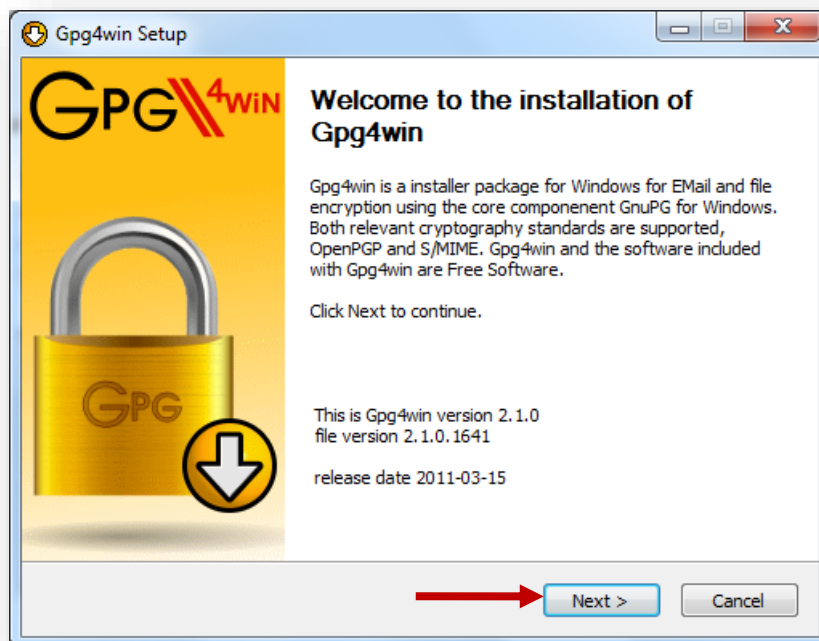 Gpg4win Setup
GPG4WIN
Welcome to the installation of
Gpg4win
Gpg4win is a installer package for Windows for EMail and file
encryption using the core componenent GnuPG for Windows.
Both relevant cryptography standards are supported,
OpenPGP and S/MIME. Gpg4win and the software included
with Gpg4win are Free Software.
Click Next to continue.
GPG
This is Gpg4win version 2.1.0
file version 2.1.0.1641
release date 2011-03-15
Next >
Cancel